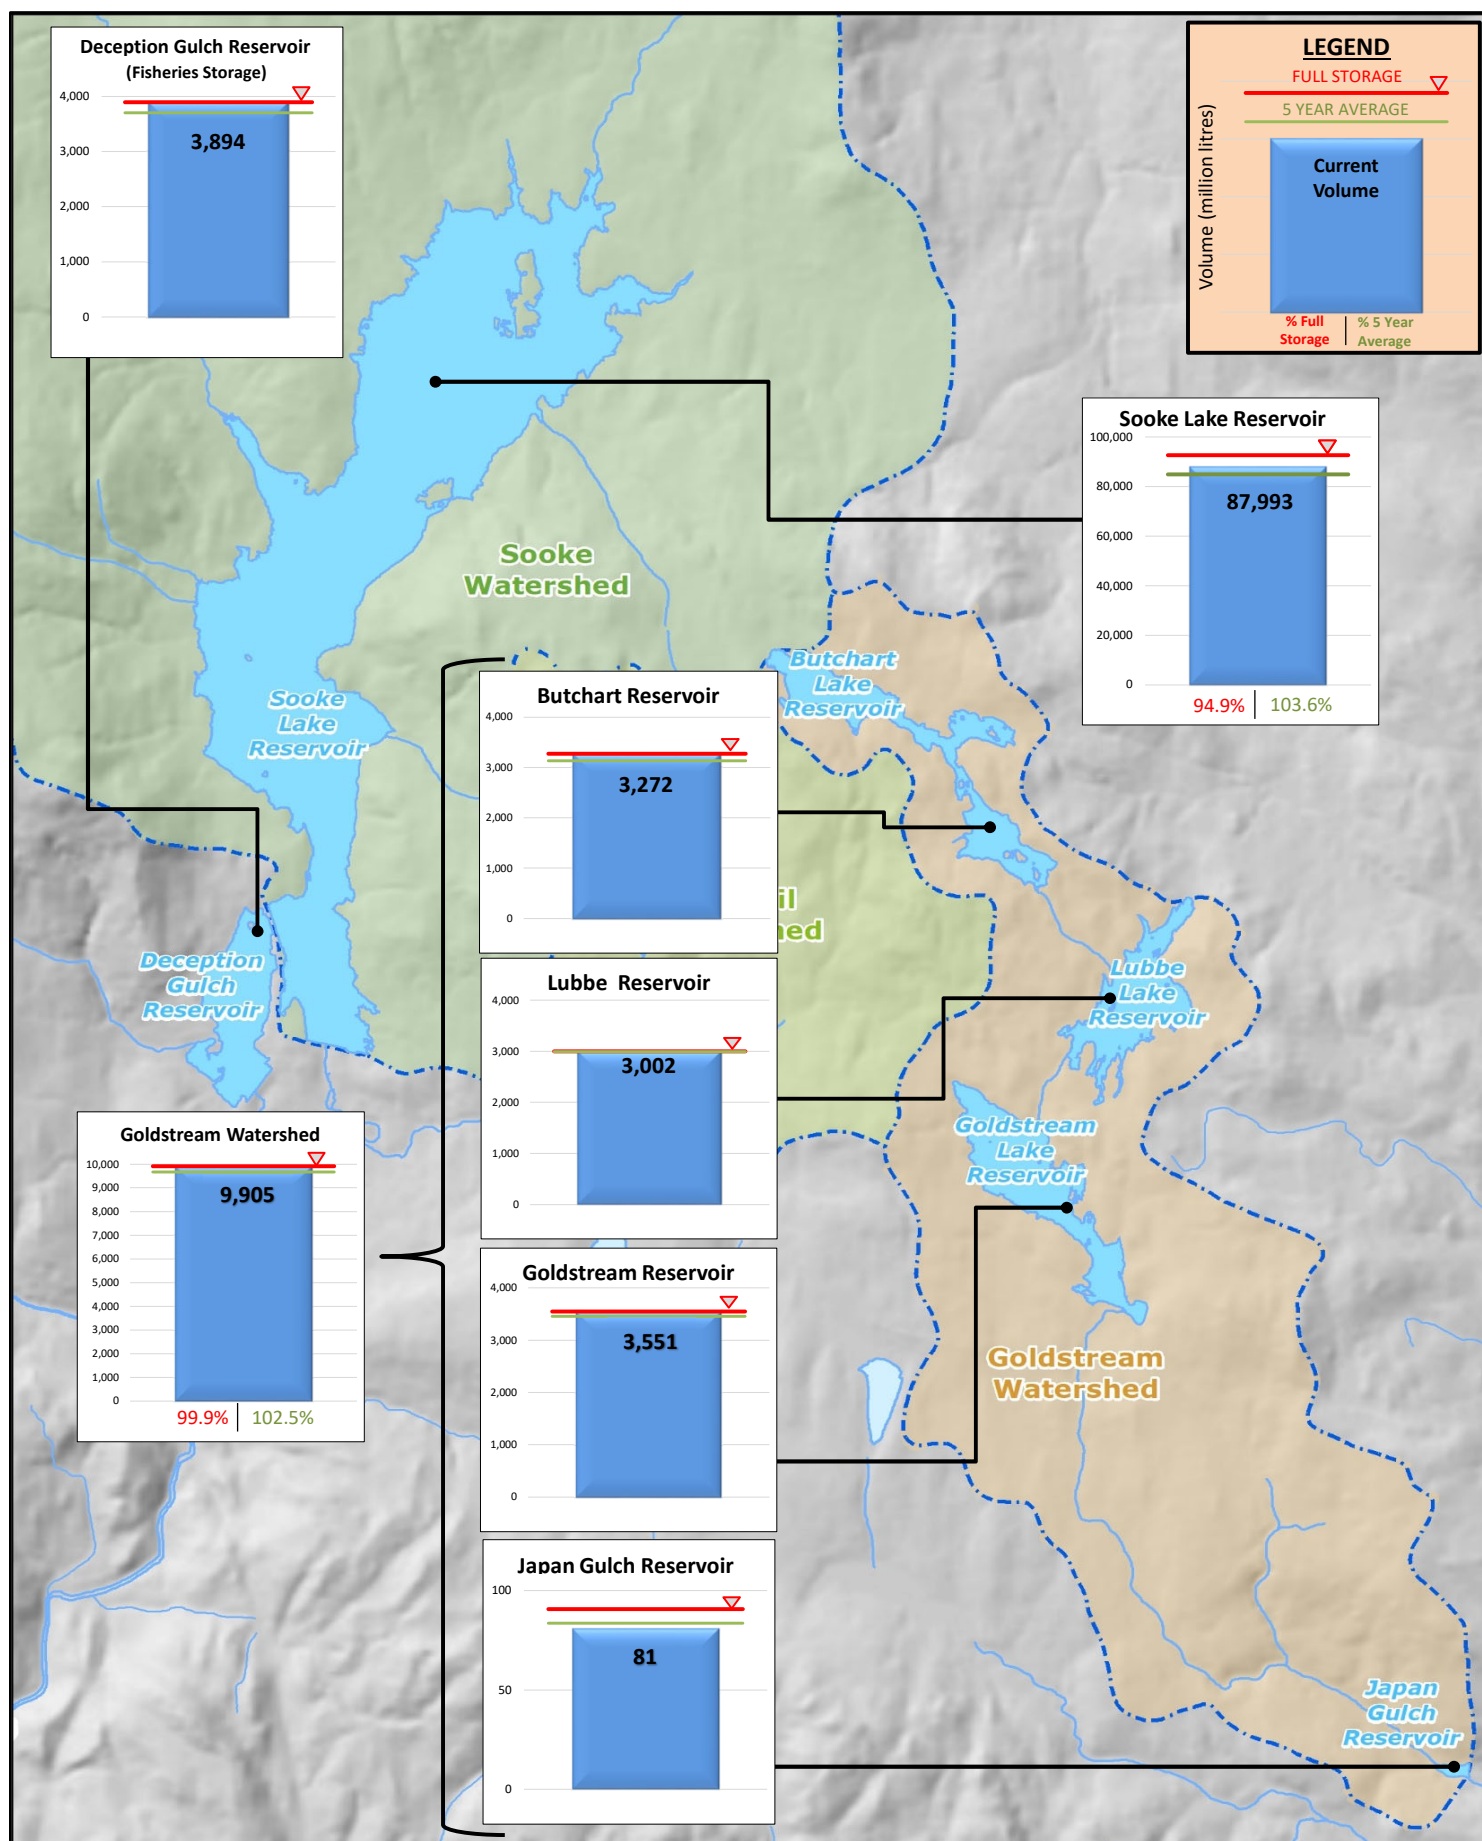 Deception Gulch Reservoir
(Fisheries Storage)
4,000
3,000
2,000
1,000
0
3,894
LEGEND
FULL STORAGE
5 YEAR AVERAGE
Volume (million litres)
Current
Volume
% Full
Storage
% 5 Year
Average
Sooke Lake Reservoir
100,000
80,000
60,000
40,000
20,000
0
87,993
94.9%
103.6%
Sooke
Watershed
Sooke
Lake
Reservoir
Butchart
Lake
Reservoir
Butchart Reservoir
4,000
3,000
2,000
1,000
0
3,272
il
ed
Deception
Gulch
Reservoir
Lubbe Reservoir
4,000
3,000
2,000
1,000
0
3,002
Lubbe
Lake
Reservoir
Goldstream
Lake
Reservoir
Goldstream Watershed
10,000
9,000
8,000
7,000
6,000
5,000
4,000
3,000
2,000
1,000
0
9,905
99.9%
102.5%
Goldstream Reservoir
4,000
3,000
2,000
1,000
0
3,551
Goldstream
Watershed
Japan Gulch Reservoir
100
50
0
81
Japan
Gulch
Reservoir